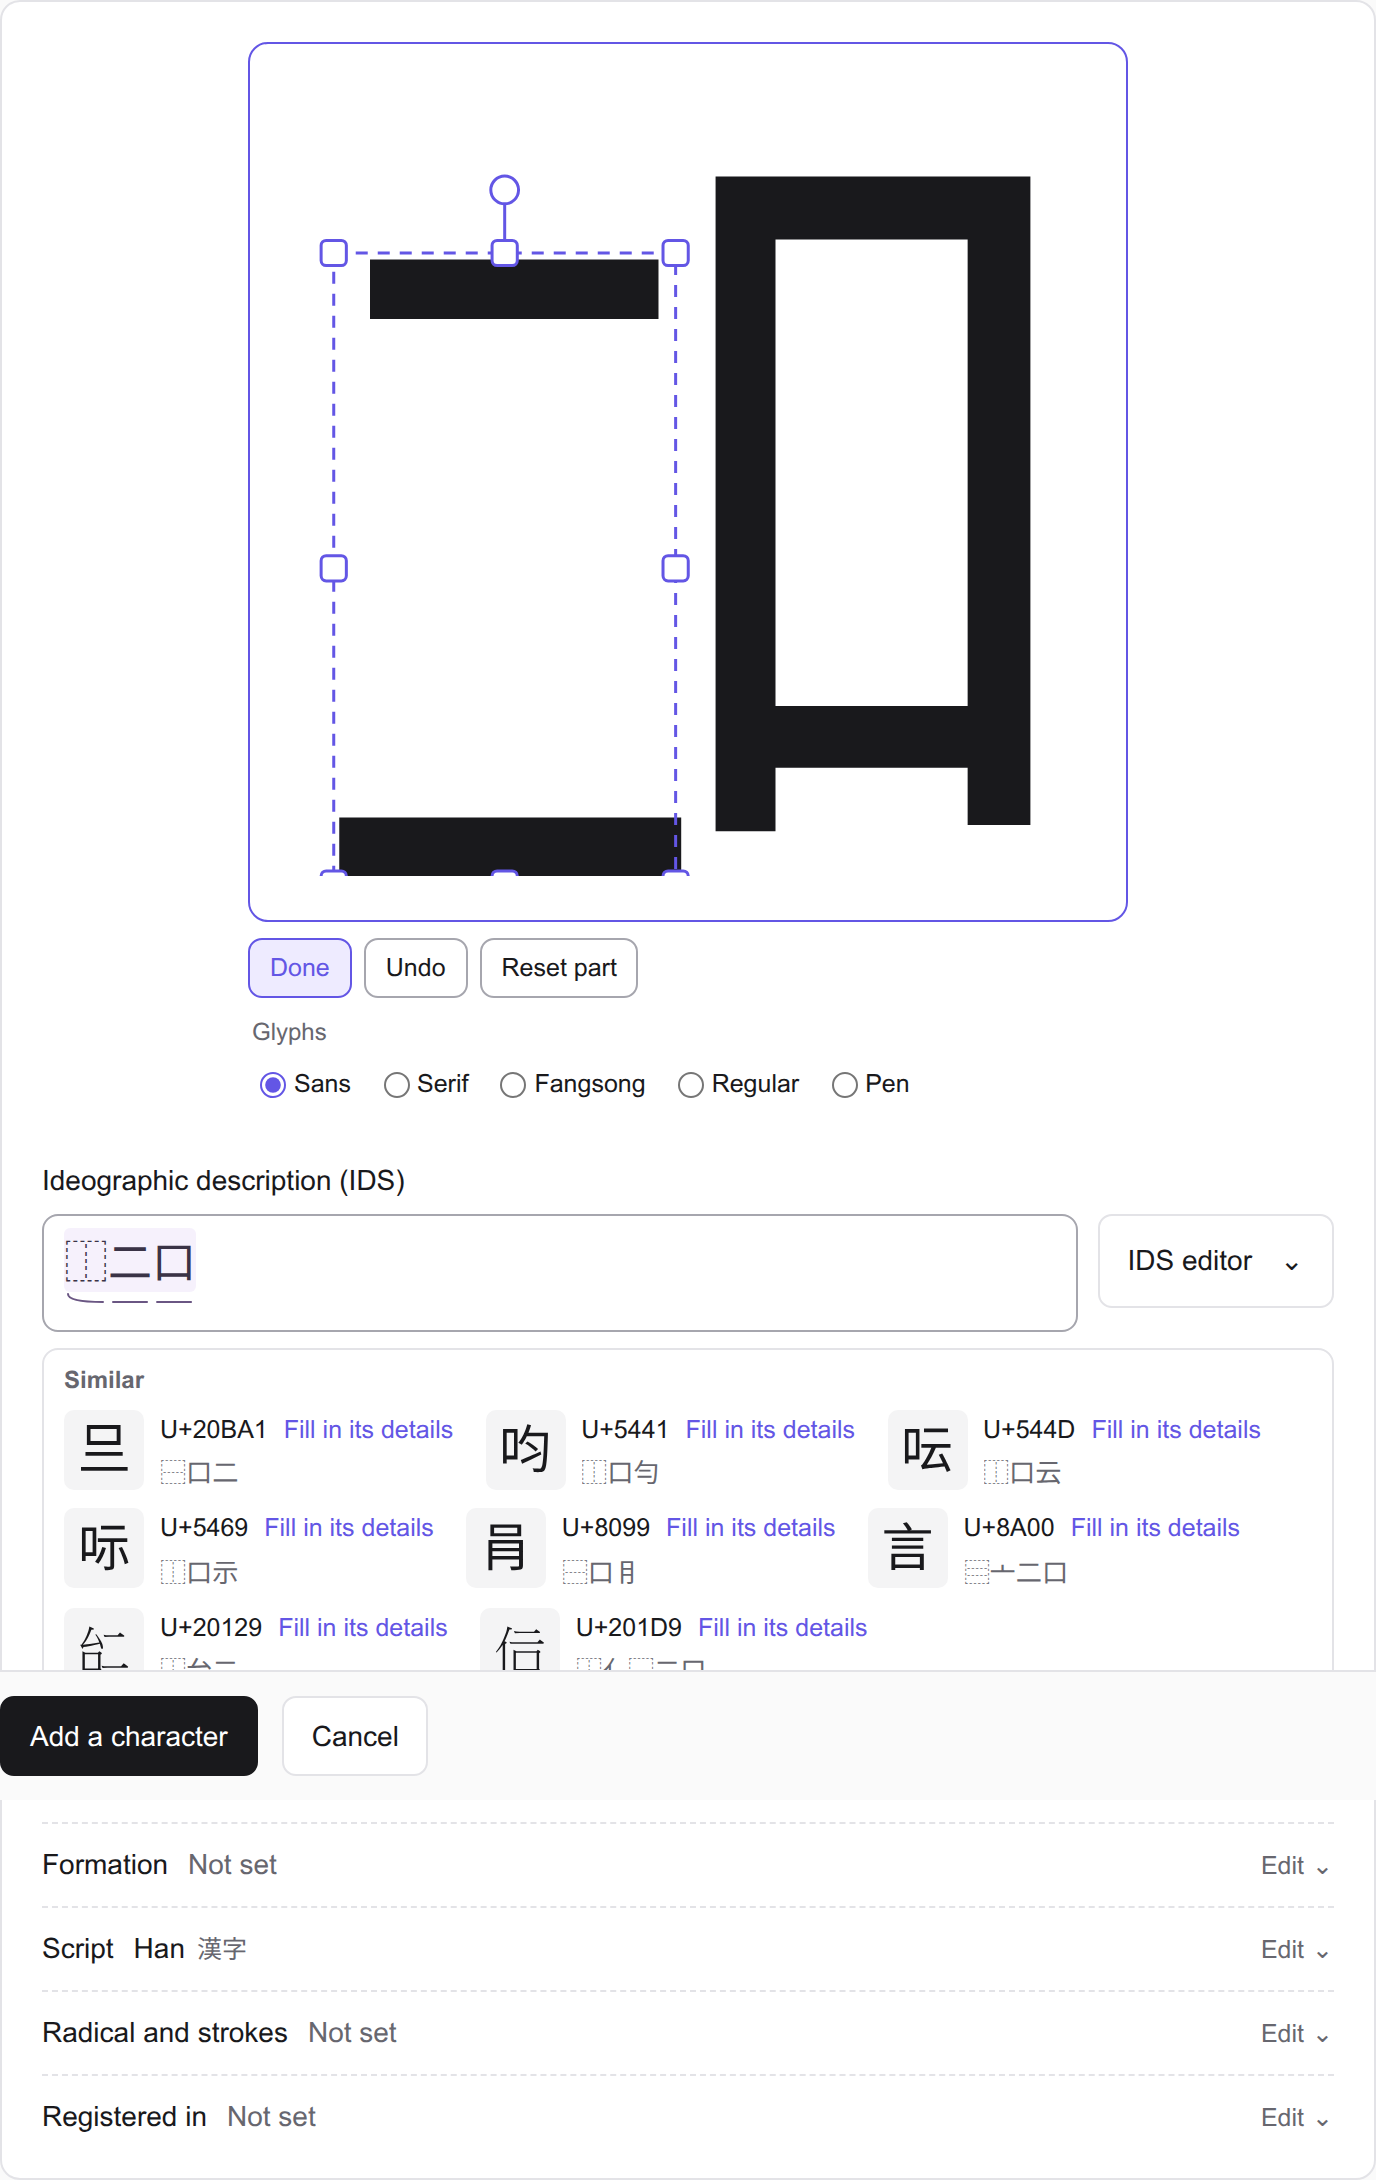 二口
Done Undo Reset part
Glyphs
Sans Serif Fangsong Regular Pen
Ideographic description (IDS)
⿰二口 IDS editor
Similar
旦 U+20BA1 Fill in its details 呁 U+5441 Fill in its details 呍 U+544D Fill in its details
⿱口二 ⿰口勻 ⿰口云
呩 U+5469 Fill in its details 肙 U+8099 Fill in its details 言 U+8A00 Fill in its details
⿰口示 ⿱口⺝ ⿳亠二口
U+20129 Fill in its details U+201D9 Fill in its details
Add a character Cancel
Formation Not set Edit
Script Han 漢字 Edit
Radical and strokes Not set Edit
Registered in Not set Edit